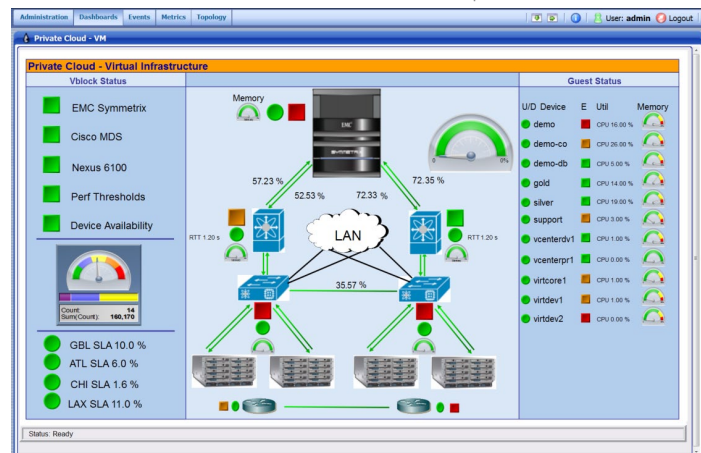 Administration Dashboards Events Metrics Topology
User: admin Logout
Private Cloud - VM
Private Cloud - Virtual Infrastructure
Vblock Status
EMC Symmetrix
Cisco MDS
Nexus 6100
Perf Thresholds
Device Availability
Count: 14
Sum(Count): 160,170
GBL SLA 10.0 %
ATL SLA 6.0 %
CHI SLA 1.6 %
LAX SLA 11.0 %
Memory
EMC
SYMMETRIX
0 0%
57.23 % 72.35 %
52.53 % 72.33 %
RTT 1.20 s LAN RTT 1.20 s
35.57 %
Guest Status
U/D Device E Util Memory
demo CPU 16.00 %
demo-co CPU 26.00 %
demo-db CPU 5.00 %
gold CPU 14.00 %
silver CPU 19.00 %
support CPU 3.00 %
vcenterdv1 CPU 1.00 %
vcenterpr1 CPU 0.00 %
virtcore1 CPU 1.00 %
virtdev1 CPU 1.00 %
virtdev2 CPU 0.00 %
Status: Ready